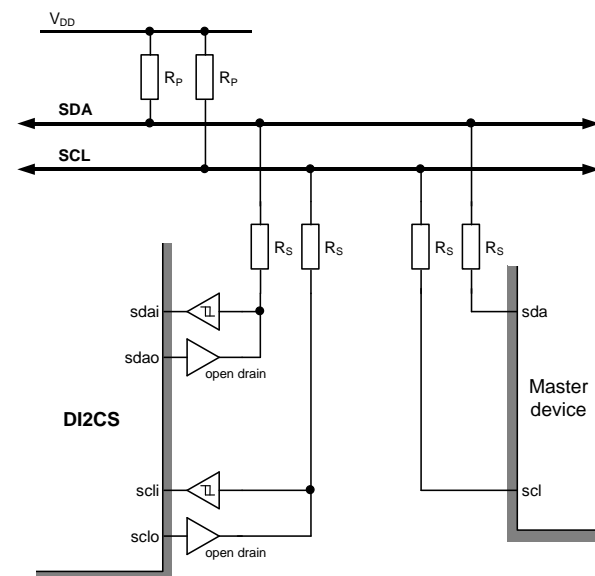 VDD
RP RP
SDA
SCL
RS RS RS RS
sdai sda
sdao
open drain
DI2CS
Master
device
scli scl
sclo
open drain